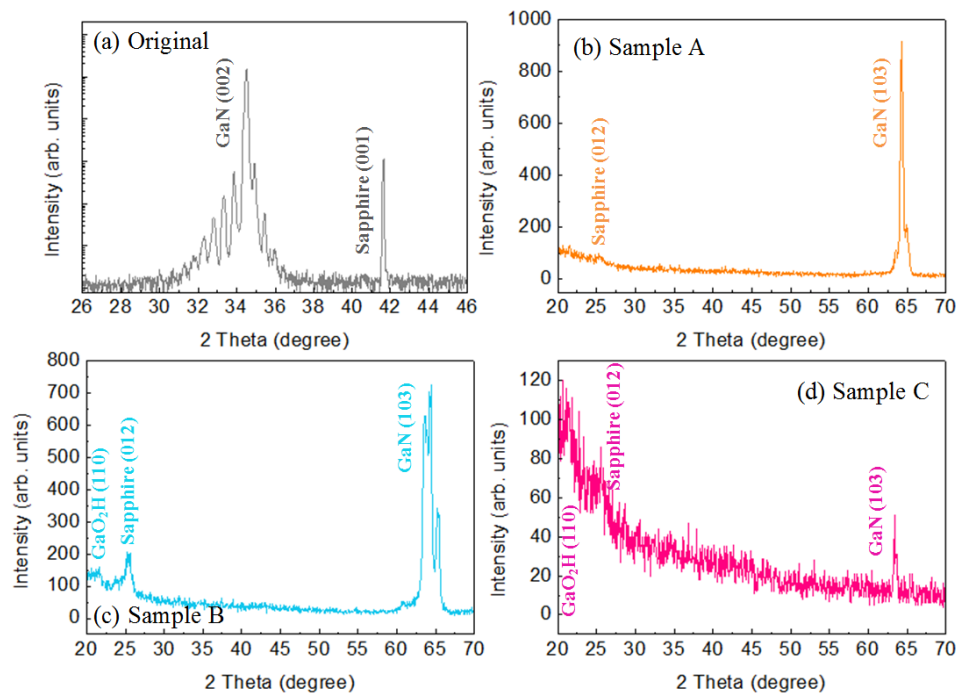 (a) Original
GaN (002)
Sapphire (001)
Intensity (arb. units)
26 28 30 32 34 36 38 40 42 44 46
2 Theta (degree)
(b) Sample A
Sapphire (012)
GaN (103)
Intensity (arb. units)
1000
800
600
400
200
0
20 25 30 35 40 45 50 55 60 65 70
2 Theta (degree)
(c) Sample B
GaO₂H (110)
Sapphire (012)
GaN (103)
Intensity (arb. units)
800
700
600
500
400
300
200
100
0
20 25 30 35 40 45 50 55 60 65 70
2 Theta (degree)
(d) Sample C
GaO₂H (110)
Sapphire (012)
GaN (103)
Intensity (arb. units)
120
100
80
60
40
20
0
20 25 30 35 40 45 50 55 60 65 70
2 Theta (degree)